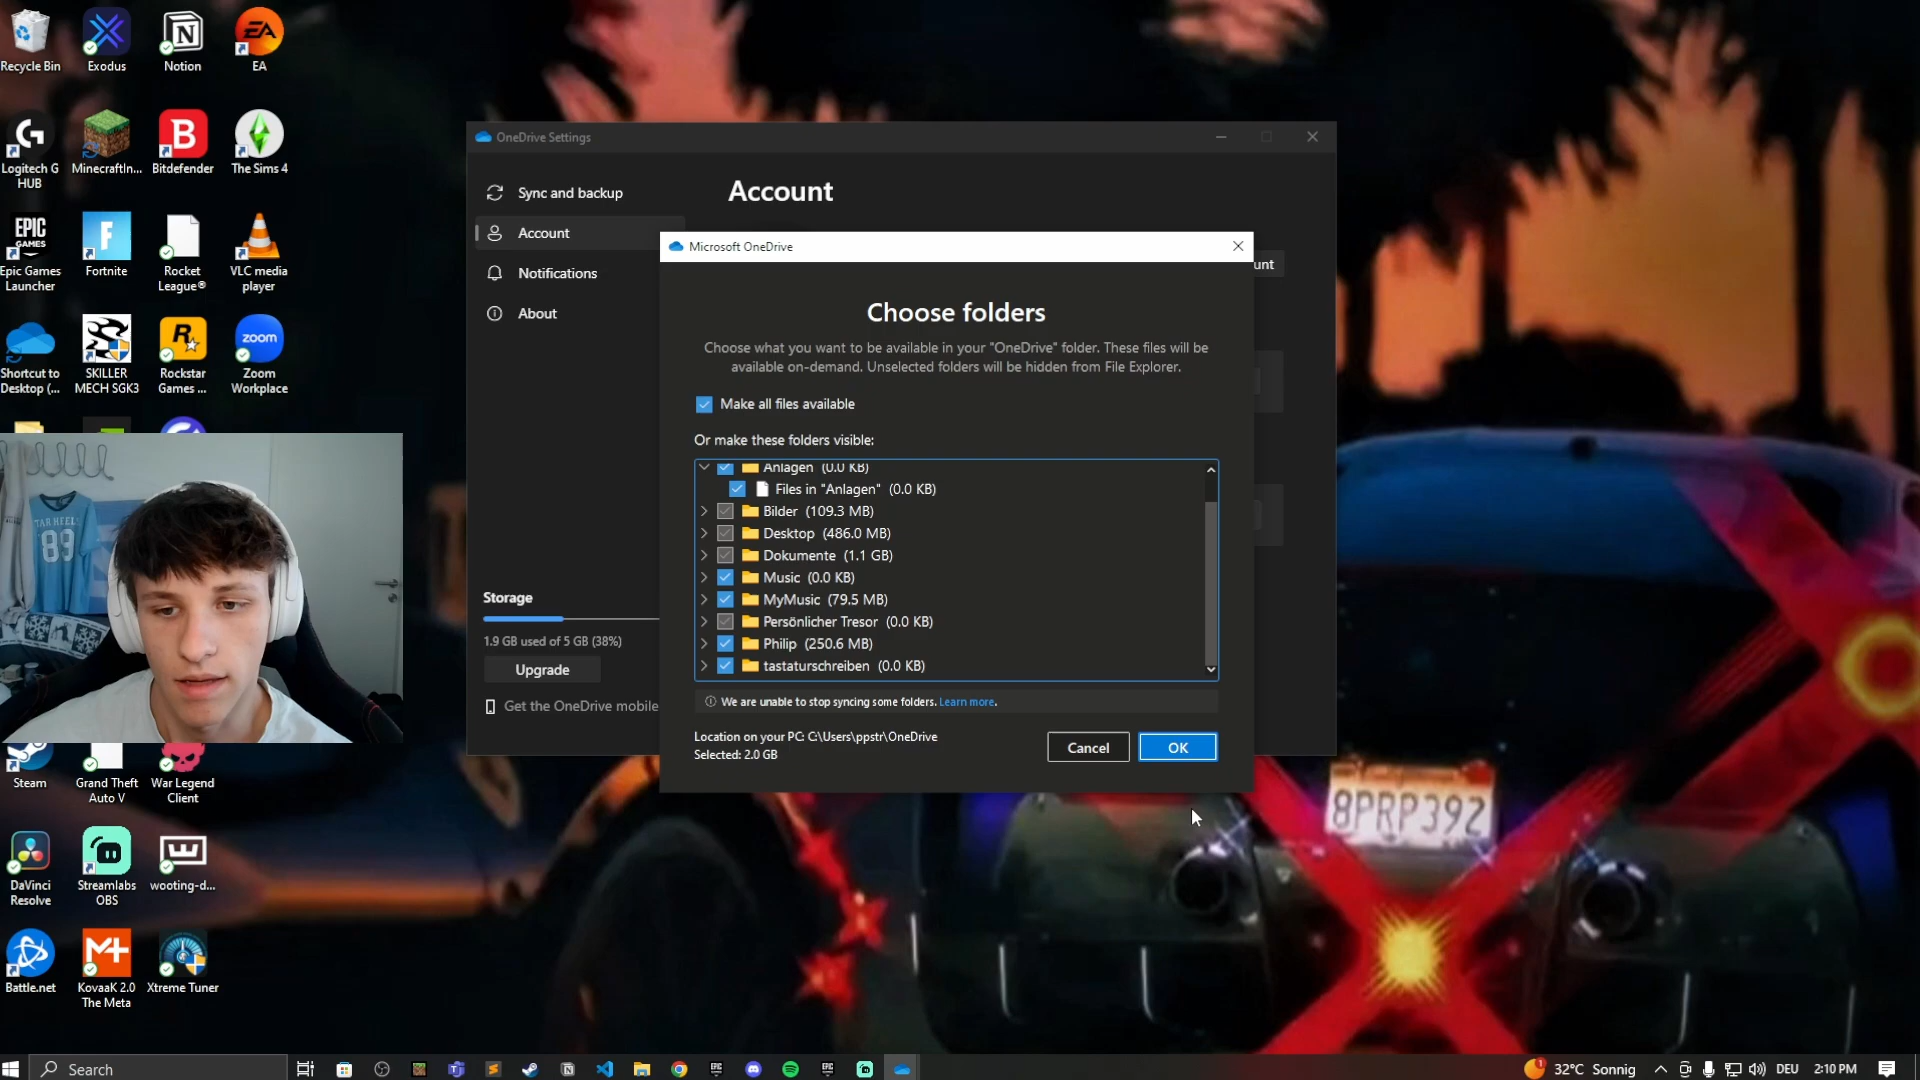 Recycle Bin
Exodus
Notion
EA
Logitech G
HUB
MinecraftIn...
Bitdefender
The Sims 4
EPIC
GAMES
Epic Games
Launcher
Fortnite
Rocket
League®
VLC media
player
zoom
Shortcut to
Desktop (...
SKILLER
MECH SGK3
Rockstar
Games ...
Zoom
Workplace
TAR HEELS
89
Steam
Grand Theft
Auto V
War Legend
Client
DaVinci
Resolve
Streamlabs
OBS
wooting-d...
Battle.net
KovaaK 2.0
The Meta
Xtreme Tuner
OneDrive Settings
Sync and backup
Account
Notifications
About
Account
unt
Storage
1.9 GB used of 5 GB (38%)
Upgrade
Get the OneDrive mobile
Microsoft OneDrive
Choose folders
Choose what you want to be available in your "OneDrive" folder. These files will be
available on-demand. Unselected folders will be hidden from File Explorer.
Make all files available
Or make these folders visible:
Anlagen (0.0 KB)
Files in "Anlagen" (0.0 KB)
Bilder (109.3 MB)
Desktop (486.0 MB)
Dokumente (1.1 GB)
Music (0.0 KB)
MyMusic (79.5 MB)
Persönlicher Tresor (0.0 KB)
Philip (250.6 MB)
tastaturschreiben (0.0 KB)
We are unable to stop syncing some folders. Learn more.
Location on your PC: C:\Users\ppstr\OneDrive
Selected: 2.0 GB
Cancel
OK
8PRP392
Search
32°C Sonnig
DEU
2:10 PM